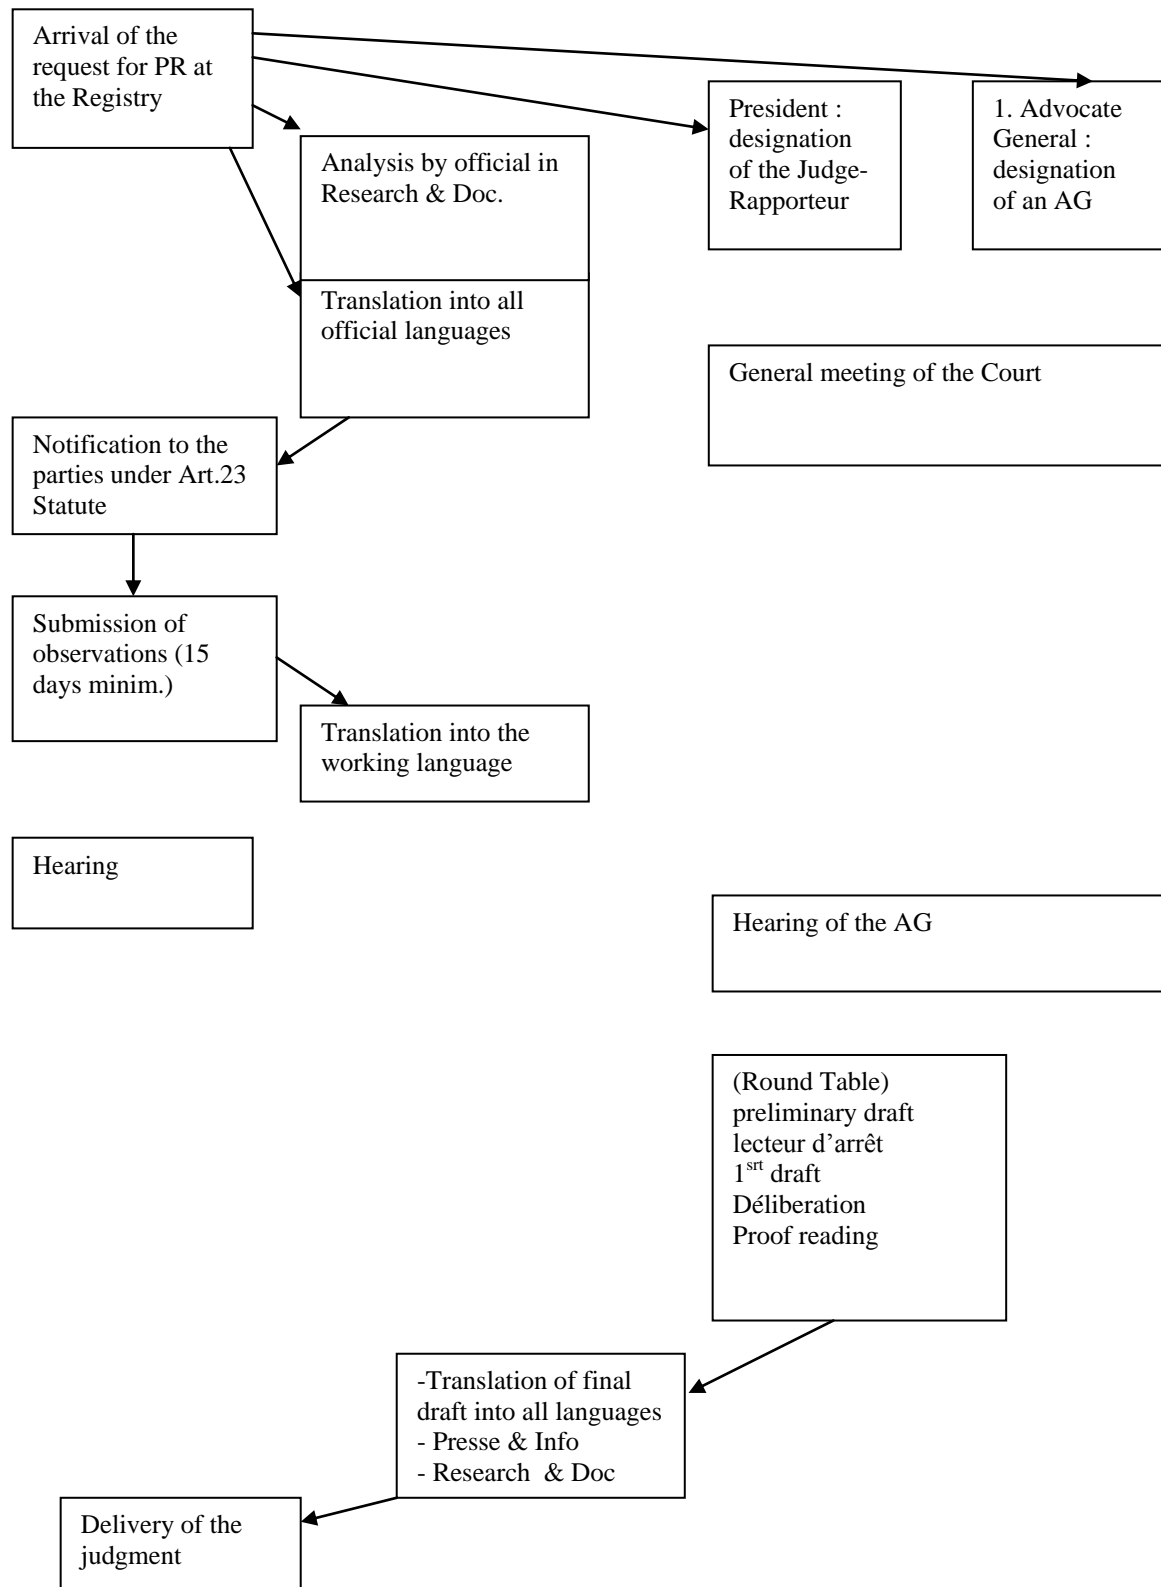 Arrival of the
request for PR at
the Registry
President :
designation
of the Judge-
Rapporteur
1. Advocate
General :
designation
of an AG
Analysis by official in
Research & Doc.
Translation into all
official languages
General meeting of the Court
Notification to the
parties under Art.23
Statute
Submission of
observations (15
days minim.)
Translation into the
working language
Hearing
Hearing of the AG
(Round Table)
preliminary draft
lecteur d’arrêt
1srt draft
Déliberation
Proof reading
-Translation of final
draft into all languages
- Presse & Info
- Research & Doc
Delivery of the
judgment